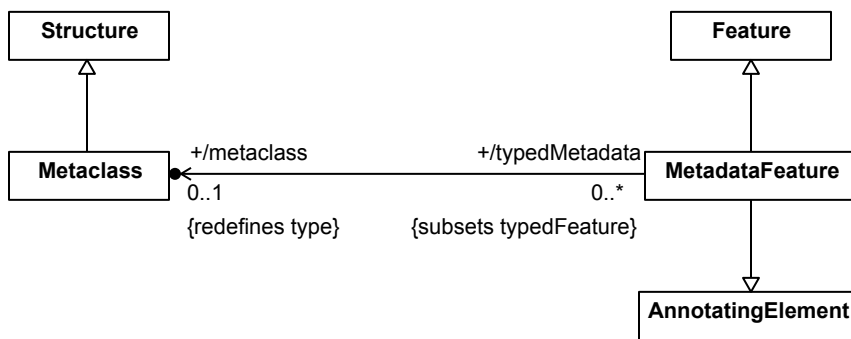 Structure
Feature
+/metaclass
+/typedMetadata
Metaclass
MetadataFeature
0..1
0..*
{redefines type}
{subsets typedFeature}
AnnotatingElement